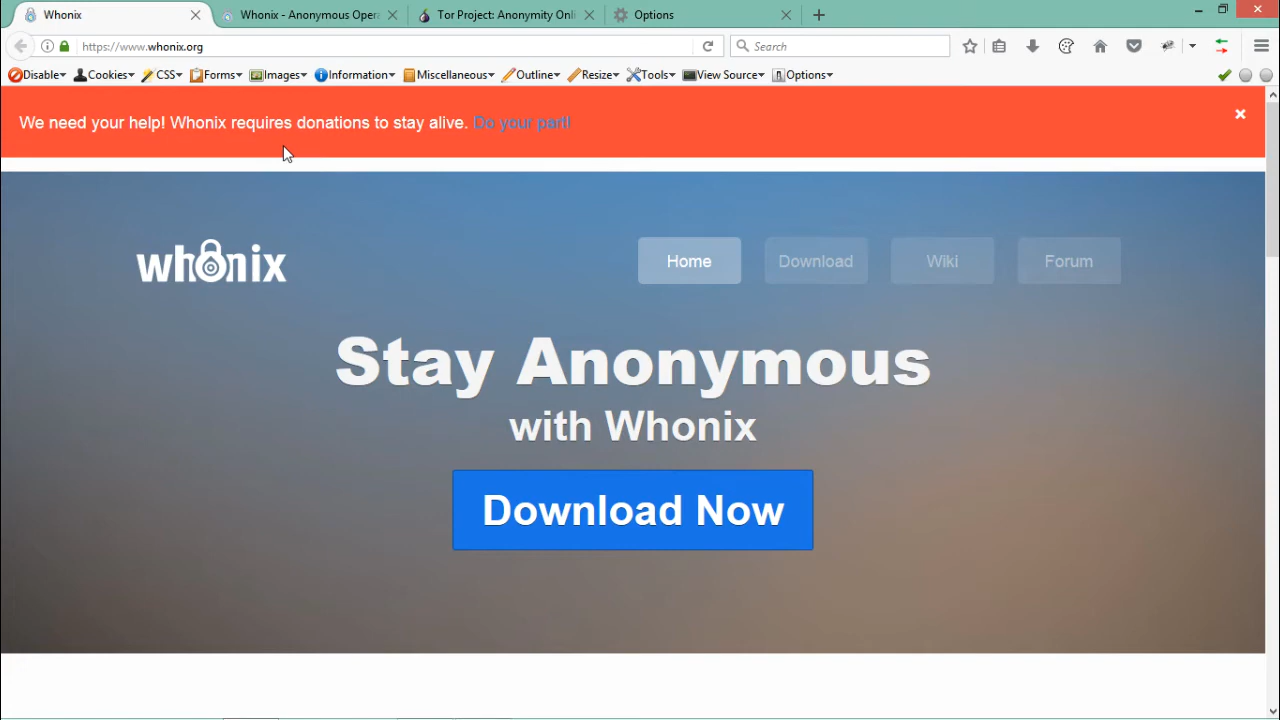 Whonix
Whonix - Anonymous Opera
Tor Project: Anonymity Onli
Options
https://www.whonix.org
Search
Disable Cookies CSS Forms Images Information Miscellaneous Outline Resize Tools View Source Options
We need your help! Whonix requires donations to stay alive. Do your part!
whonix
Home Download Wiki Forum
Stay Anonymous
with Whonix
Download Now